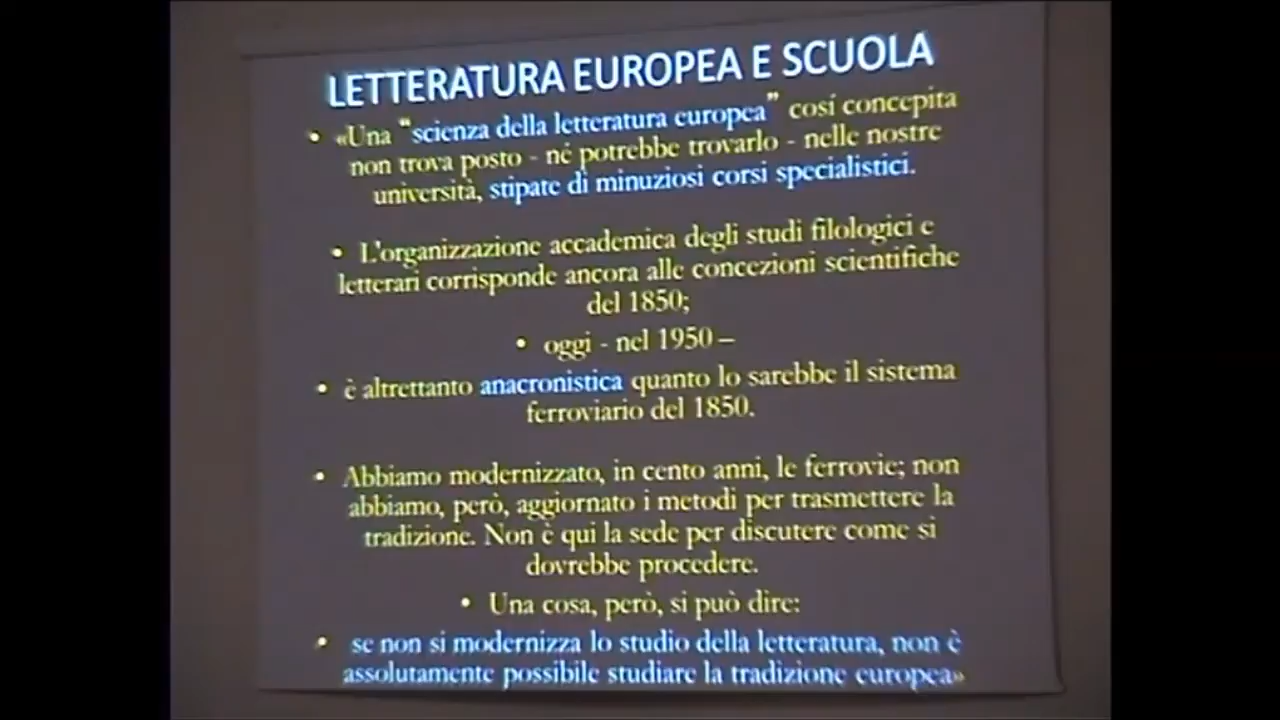 LETTERATURA EUROPEA E SCUOLA
• «Una “scienza della letteratura europea” cosí concepita
non trova posto - né potrebbe trovarlo - nelle nostre
università, stipate di minuziosi corsi specialistici.
• L'organizzazione accademica degli studi filologici e
letterari corrisponde ancora alle concezioni scientifiche
del 1850;
• oggi - nel 1950 –
• è altrettanto anacronistica quanto lo sarebbe il sistema
ferroviario del 1850.
• Abbiamo modernizzato, in cento anni, le ferrovie; non
abbiamo, però, aggiornato i metodi per trasmettere la
tradizione. Non è qui la sede per discutere come si
dovrebbe procedere.
• Una cosa, però, si può dire:
• se non si modernizza lo studio della letteratura, non è
assolutamente possibile studiare la tradizione europea»